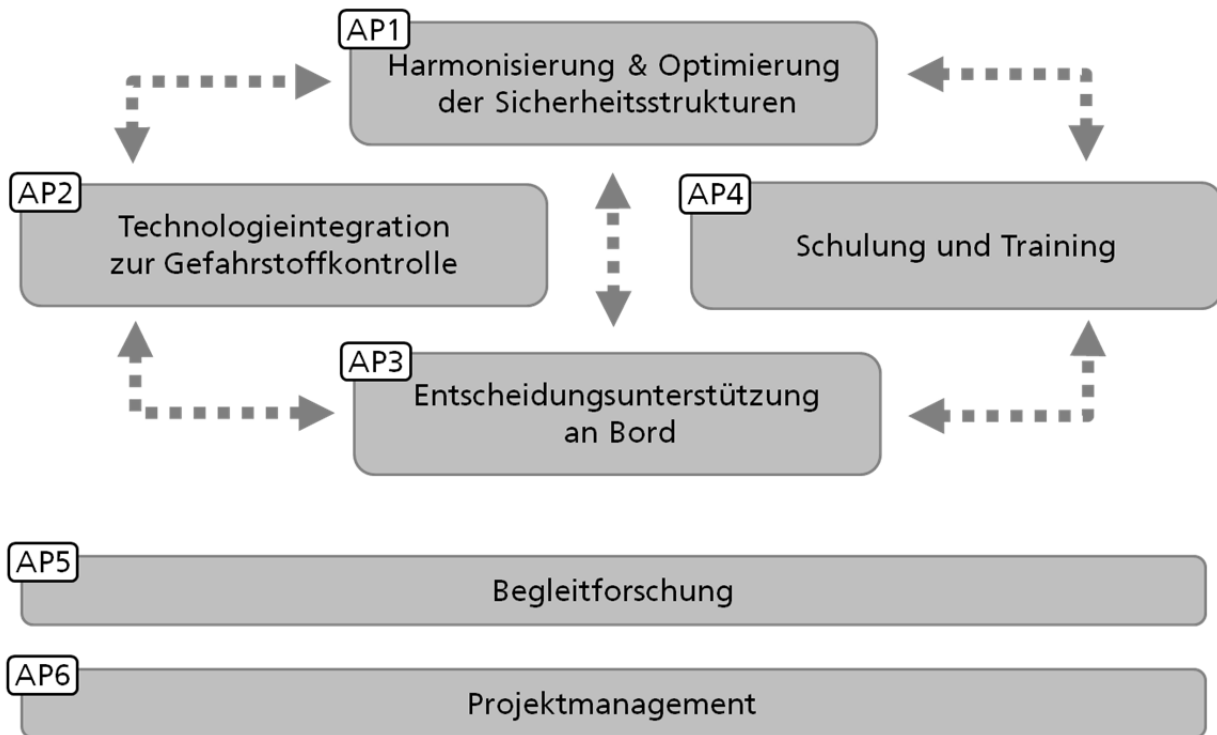 AP1
Harmonisierung & Optimierung
der Sicherheitsstrukturen
AP2
Technologieintegration
zur Gefahrstoffkontrolle
AP4
Schulung und Training
AP3
Entscheidungsunterstützung
an Bord
AP5
Begleitforschung
AP6
Projektmanagement